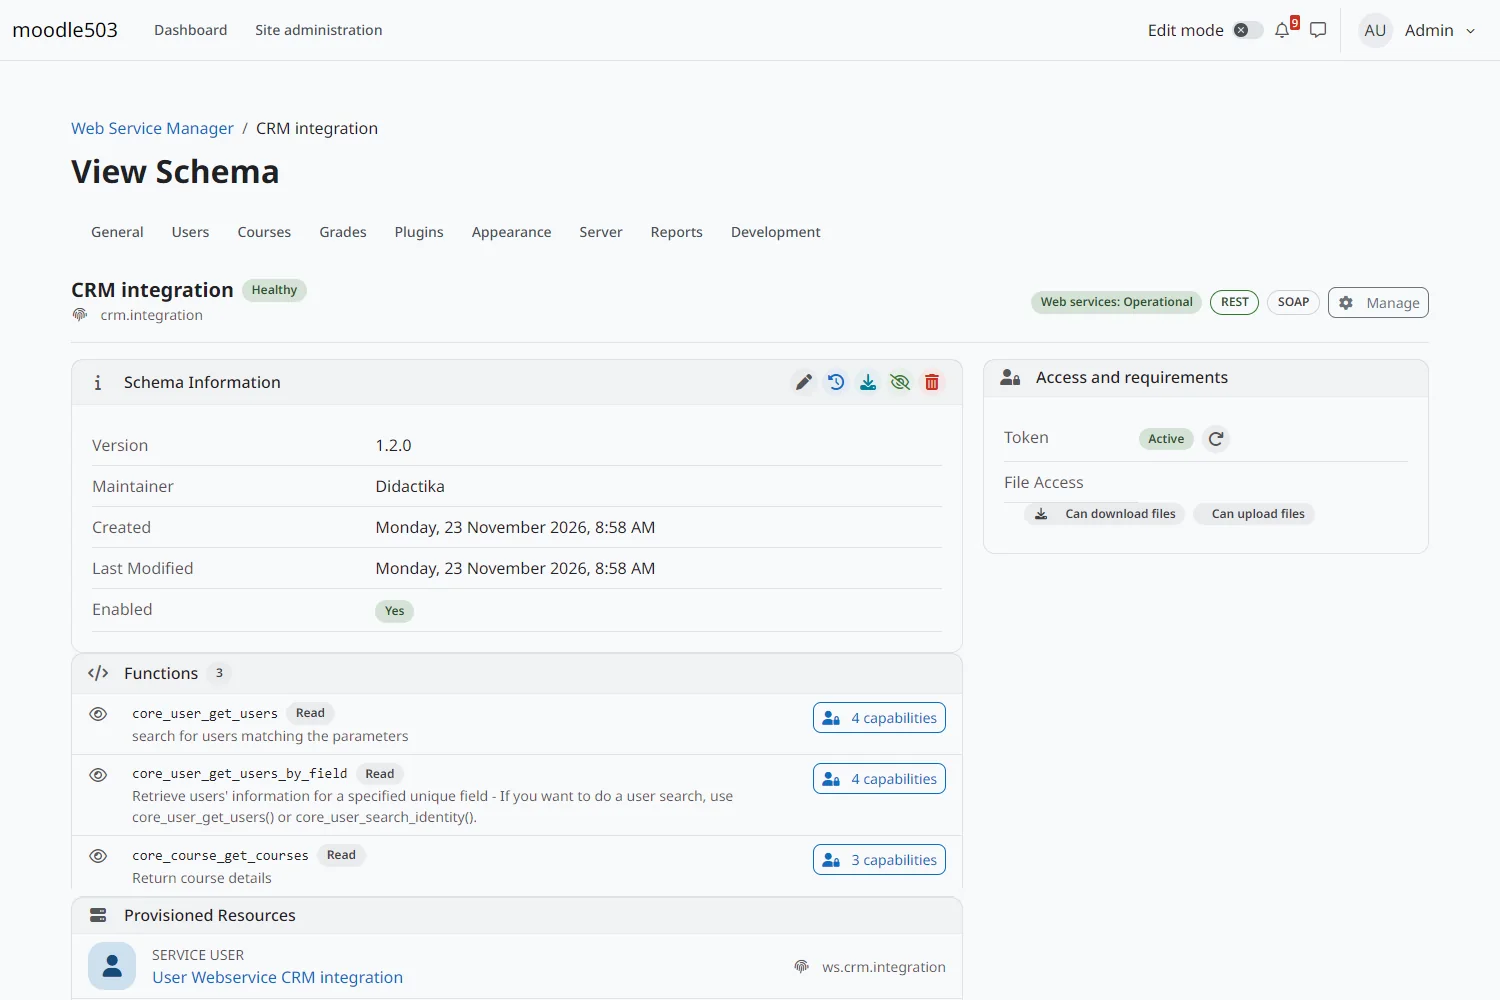 moodle503
Dashboard
Site administration
Edit mode
9
AU
Admin
Web Service Manager / CRM integration
View Schema
General
Users
Courses
Grades
Plugins
Appearance
Server
Reports
Development
CRM integration
Healthy
crm.integration
Web services: Operational
REST
SOAP
Manage
Schema Information
Version
1.2.0
Maintainer
Didactika
Created
Monday, 23 November 2026, 8:58 AM
Last Modified
Monday, 23 November 2026, 8:58 AM
Enabled
Yes
Access and requirements
Token
Active
File Access
Can download files
Can upload files
Functions
3
core_user_get_users
Read
search for users matching the parameters
4 capabilities
core_user_get_users_by_field
Read
Retrieve users' information for a specified unique field - If you want to do a user search, use
core_user_get_users() or core_user_search_identity().
4 capabilities
core_course_get_courses
Read
Return course details
3 capabilities
Provisioned Resources
SERVICE USER
User Webservice CRM integration
ws.crm.integration